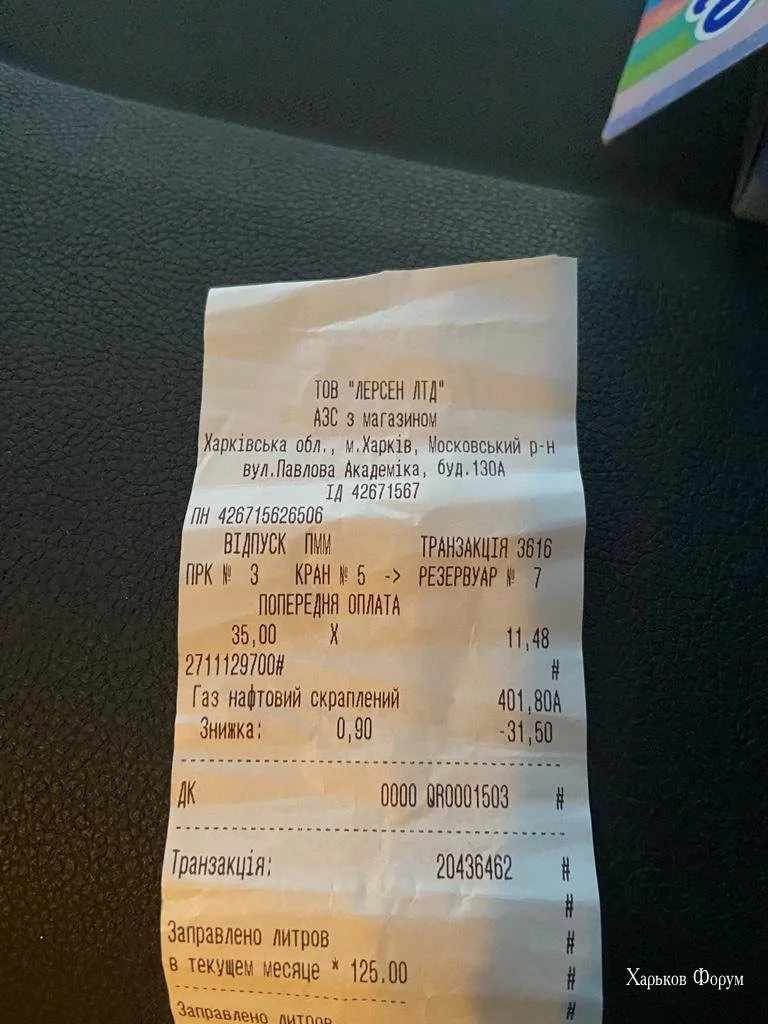 ТОВ "ЛЕРСЕН ЛТД"
АЗС з магазином
Харківська обл., м.Харків, Московський р-н
вул.Павлова Академіка, буд.130А
ІД 42671567
ПН 426715626506
ВІДПУСК ПММ ТРАНЗАКЦІЯ 3616
ПРК № 3 КРАН № 5 -> РЕЗЕРВУАР № 7
ПОПЕРЕДНЯ ОПЛАТА
35,00 X 11,48
2711129700# #
Газ нафтовий скраплений 401,80А
Знижка: 0,90 -31,50
ДК 0000 QR0001503 #
Транзакція: 20436462 #
#
Заправлено литров #
в текущем месяце * 125.00 #
Заправлено литров #
Харьков Форум